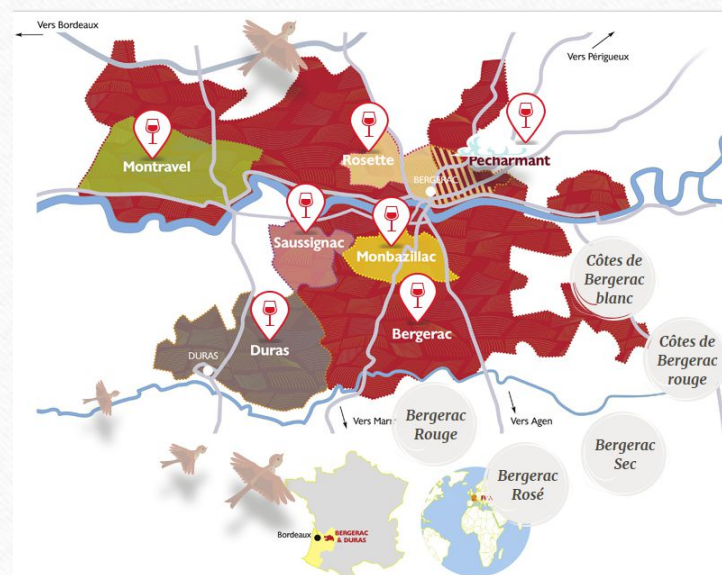 Vers Bordeaux
Vers Périgueux
Montravel
Rosette
Pecharmant
BERGERAC
Saussignac
Monbazillac
Côtes de
Bergerac
blanc
Bergerac
Duras
DURAS
Côtes de
Bergerac
rouge
Bergerac
Rouge
Vers Agen
Bergerac
Sec
Bergerac
Rosé
Bordeaux
BERGERAC
& DURAS